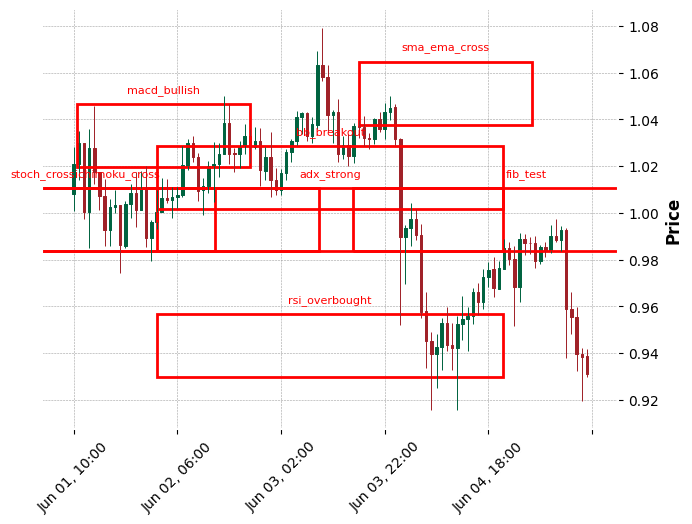 sma_ema_cross
macd_bullish
bb_breakout
adx_strong
fib_test
rsi_overbought
1.08
1.06
1.04
1.02
1.00
0.98
0.96
0.94
0.92
Price
Jun 01, 10:00
Jun 02, 06:00
Jun 03, 02:00
Jun 03, 22:00
Jun 04, 18:00